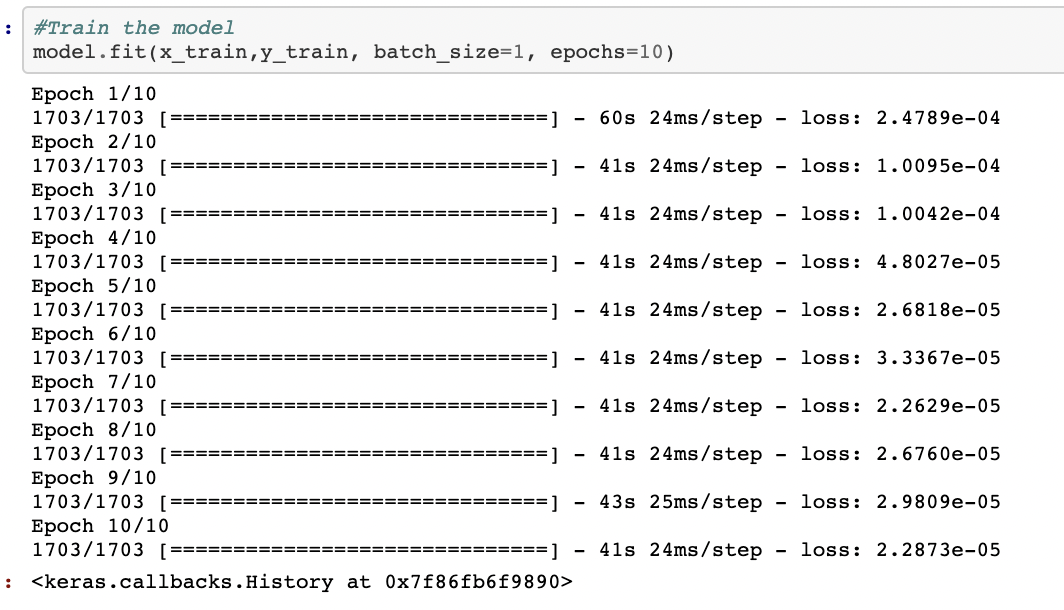 :
#Train the model
model.fit(x_train,y_train, batch_size=1, epochs=10)
Epoch 1/10
1703/1703 [==============================] - 60s 24ms/step - loss: 2.4789e-04
Epoch 2/10
1703/1703 [==============================] - 41s 24ms/step - loss: 1.0095e-04
Epoch 3/10
1703/1703 [==============================] - 41s 24ms/step - loss: 1.0042e-04
Epoch 4/10
1703/1703 [==============================] - 41s 24ms/step - loss: 4.8027e-05
Epoch 5/10
1703/1703 [==============================] - 41s 24ms/step - loss: 2.6818e-05
Epoch 6/10
1703/1703 [==============================] - 41s 24ms/step - loss: 3.3367e-05
Epoch 7/10
1703/1703 [==============================] - 41s 24ms/step - loss: 2.2629e-05
Epoch 8/10
1703/1703 [==============================] - 41s 24ms/step - loss: 2.6760e-05
Epoch 9/10
1703/1703 [==============================] - 43s 25ms/step - loss: 2.9809e-05
Epoch 10/10
1703/1703 [==============================] - 41s 24ms/step - loss: 2.2873e-05
: <keras.callbacks.History at 0x7f86fb6f9890>